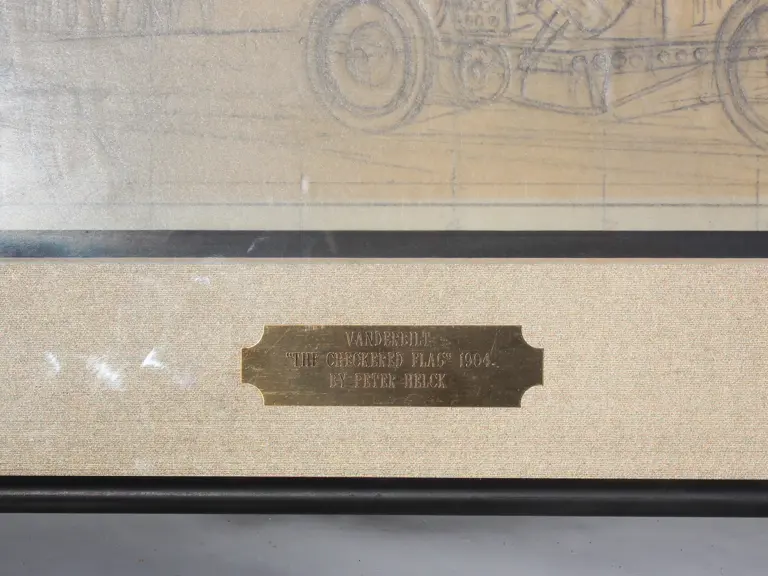 VANDERBILT
"THE CHECKERED FLAG" 1904
BY PETER HELCK